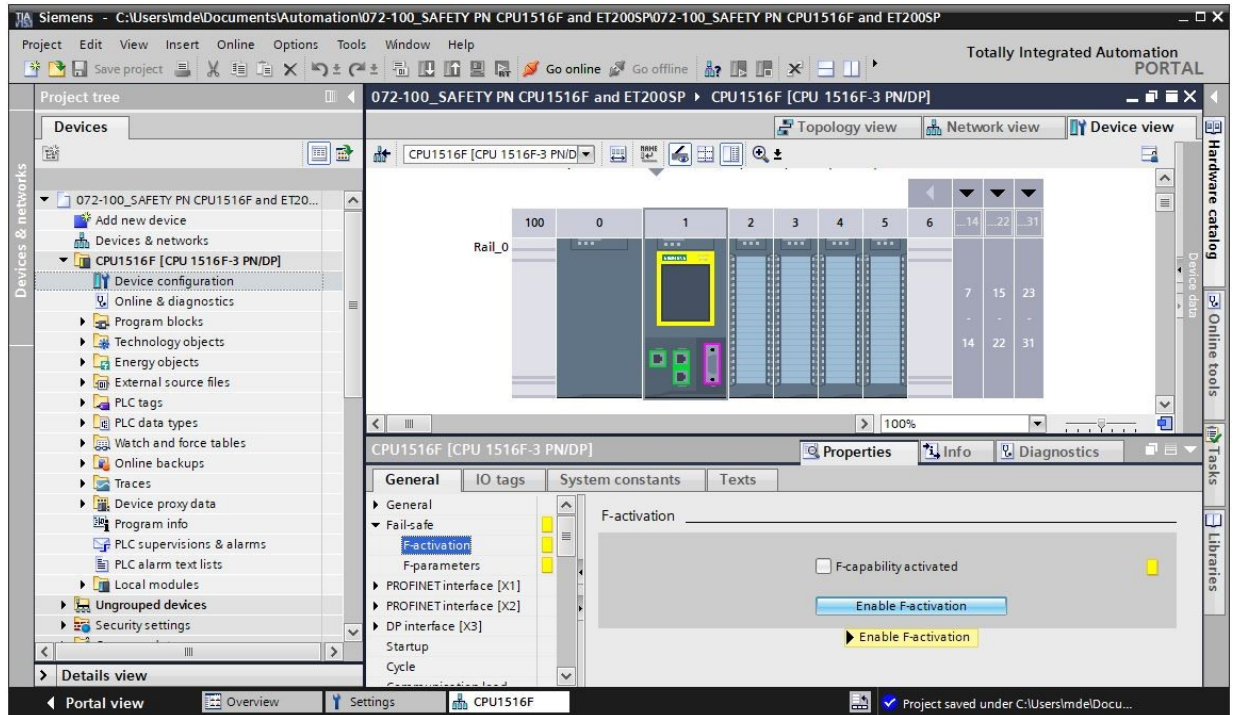 Siemens - C:\Users\mde\Documents\Automation\072-100_SAFETY PN CPU1516F and ET200SP\072-100_SAFETY PN CPU1516F and ET200SP
Project Edit View Insert Online Options Tools Window Help
Totally Integrated Automation
PORTAL
Save project Go online Go offline
Project tree
072-100_SAFETY PN CPU1516F and ET200SP ▸ CPU1516F [CPU 1516F-3 PN/DP]
Devices
Topology view Network view Device view
CPU1516F [CPU 1516F-3 PN/D
072-100_SAFETY PN CPU1516F and ET20...
Add new device
Devices & networks
CPU1516F [CPU 1516F-3 PN/DP]
Device configuration
Online & diagnostics
Program blocks
Technology objects
Energy objects
External source files
PLC tags
PLC data types
Watch and force tables
Online backups
Traces
Device proxy data
Program info
PLC supervisions & alarms
PLC alarm text lists
Local modules
Ungrouped devices
Security settings
Details view
100 0 1 2 3 4 5 6 ...14 ...22 ...31
Rail_0
SIEMENS
7 15 23
- - -
14 22 31
100%
CPU1516F [CPU 1516F-3 PN/DP]
Properties Info Diagnostics
General IO tags System constants Texts
General
Fail-safe
F-activation
F-parameters
PROFINET interface [X1]
PROFINET interface [X2]
DP interface [X3]
Startup
Cycle
F-activation
F-capability activated
Enable F-activation
Enable F-activation
Devices & networks
Device data
Hardware catalog
Online tools
Tasks
Libraries
Portal view Overview Settings CPU1516F Project saved under C:\Users\mde\Docu...